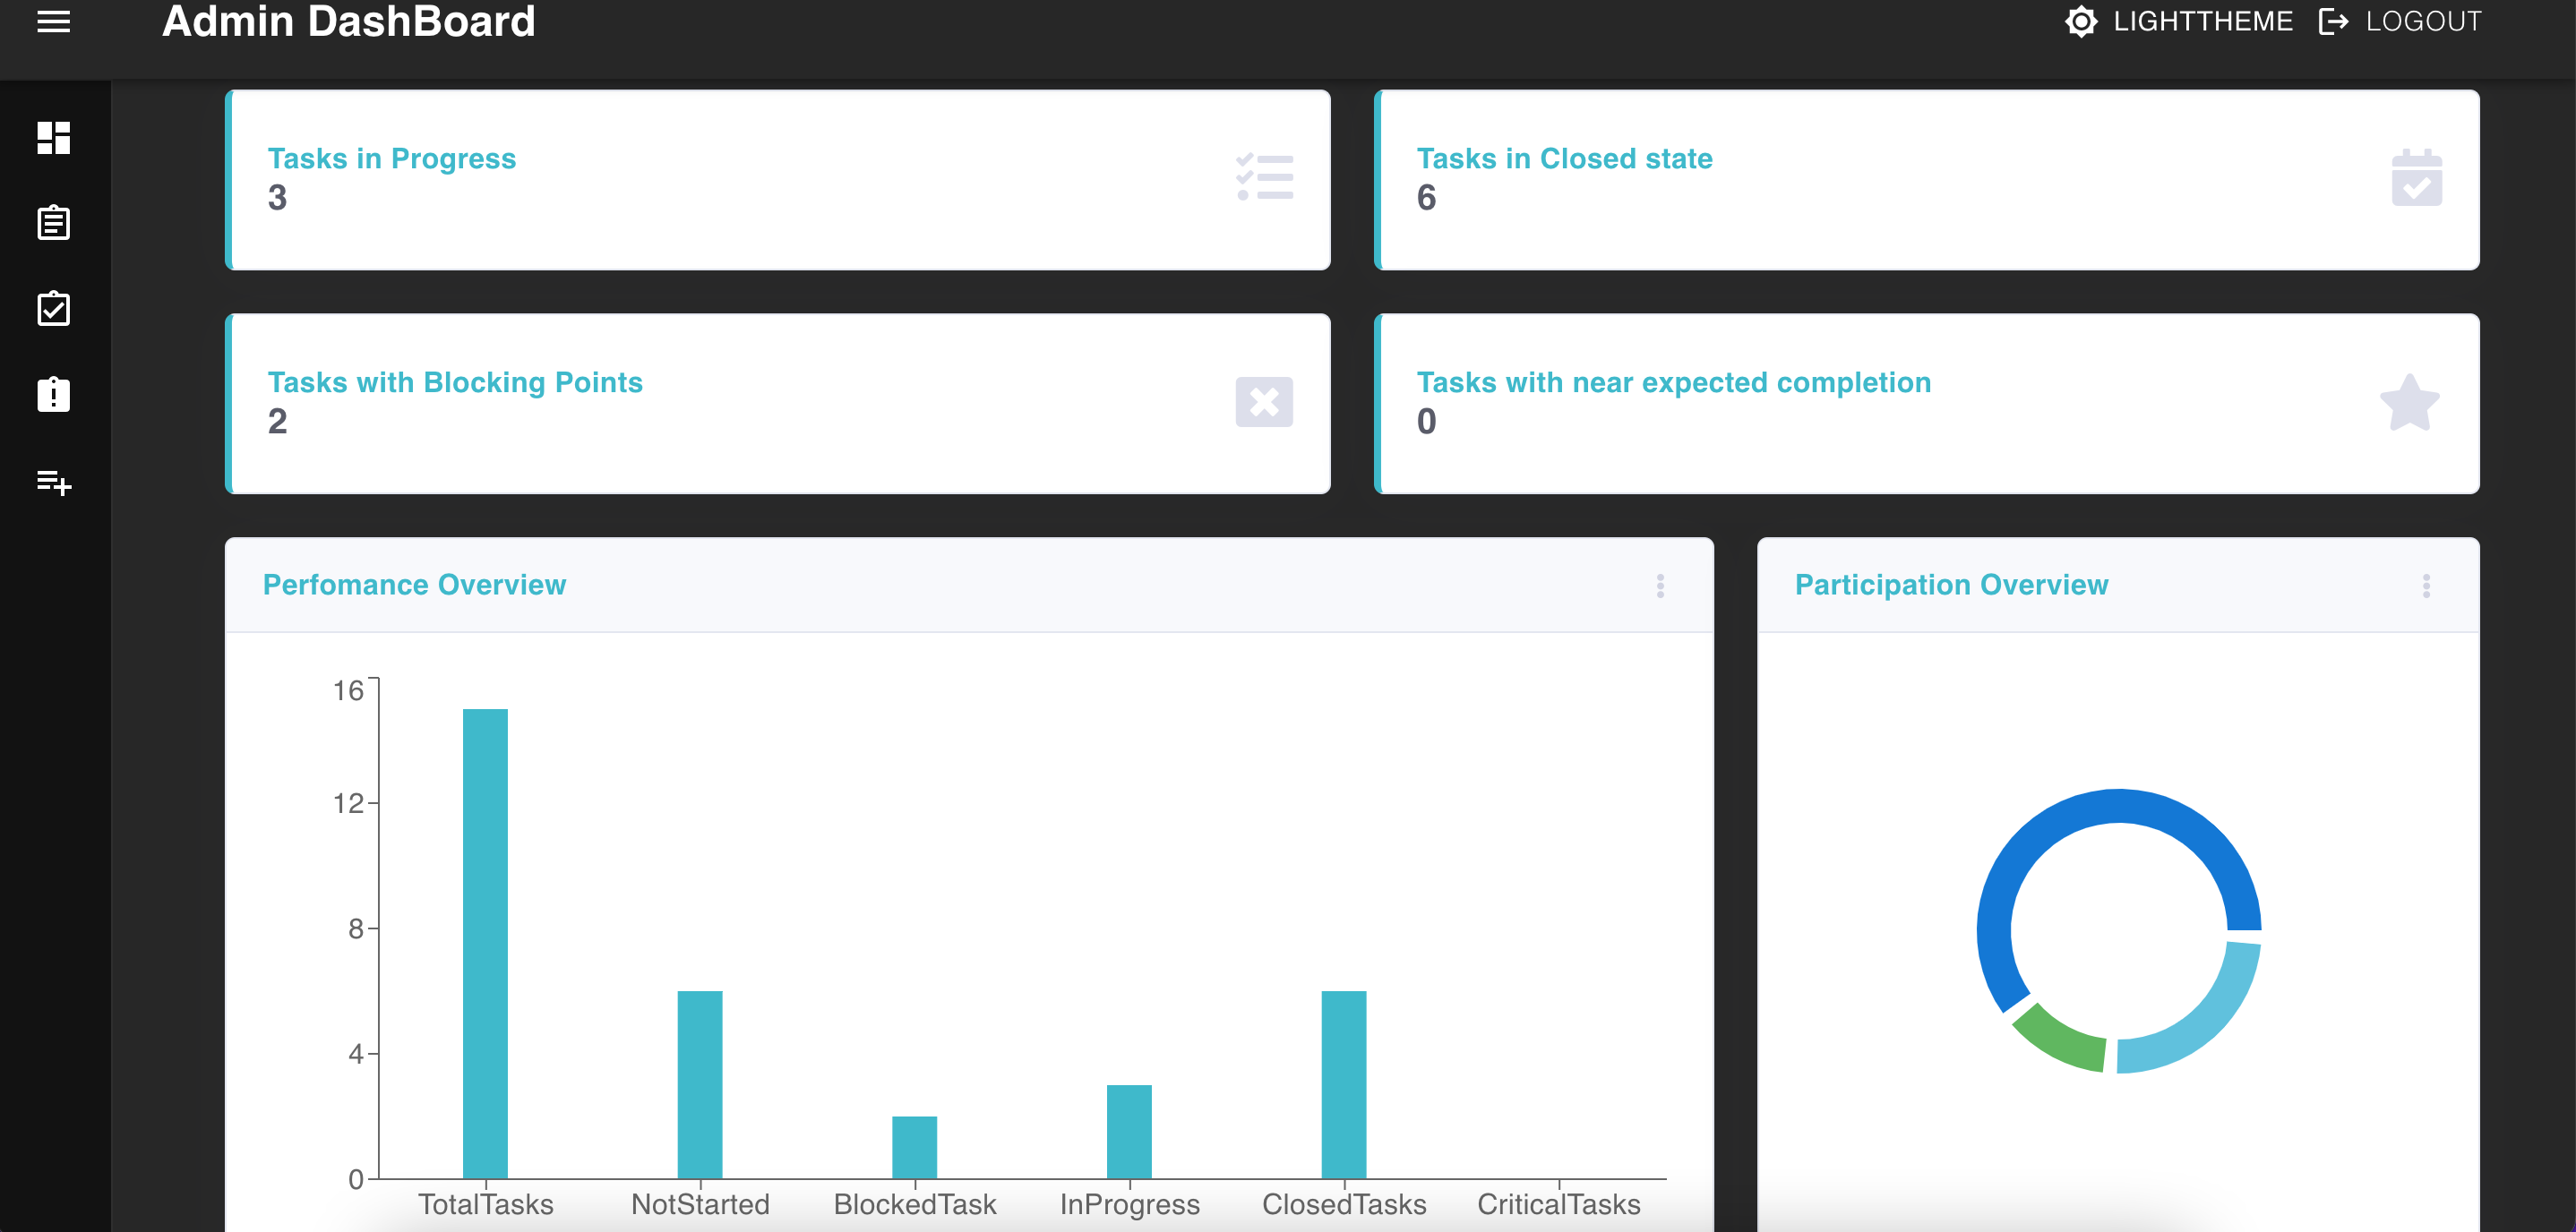 Admin DashBoard
LIGHTTHEME
LOGOUT
Tasks in Progress
3
Tasks in Closed state
6
Tasks with Blocking Points
2
Tasks with near expected completion
0
Perfomance Overview
Participation Overview
16
12
8
4
0
TotalTasks
NotStarted
BlockedTask
InProgress
ClosedTasks
CriticalTasks